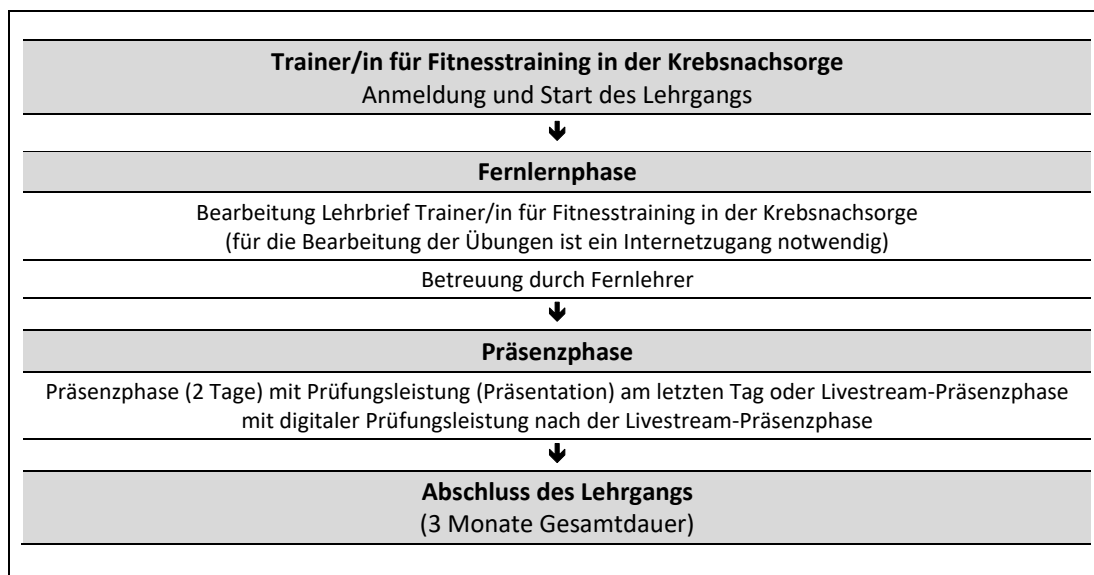 Trainer/in für Fitnesstraining in der Krebsnachsorge
Anmeldung und Start des Lehrgangs
Fernlernphase
Bearbeitung Lehrbrief Trainer/in für Fitnesstraining in der Krebsnachsorge
(für die Bearbeitung der Übungen ist ein Internetzugang notwendig)
Betreuung durch Fernlehrer
Präsenzphase
Präsenzphase (2 Tage) mit Prüfungsleistung (Präsentation) am letzten Tag oder Livestream-Präsenzphase
mit digitaler Prüfungsleistung nach der Livestream-Präsenzphase
Abschluss des Lehrgangs
(3 Monate Gesamtdauer)